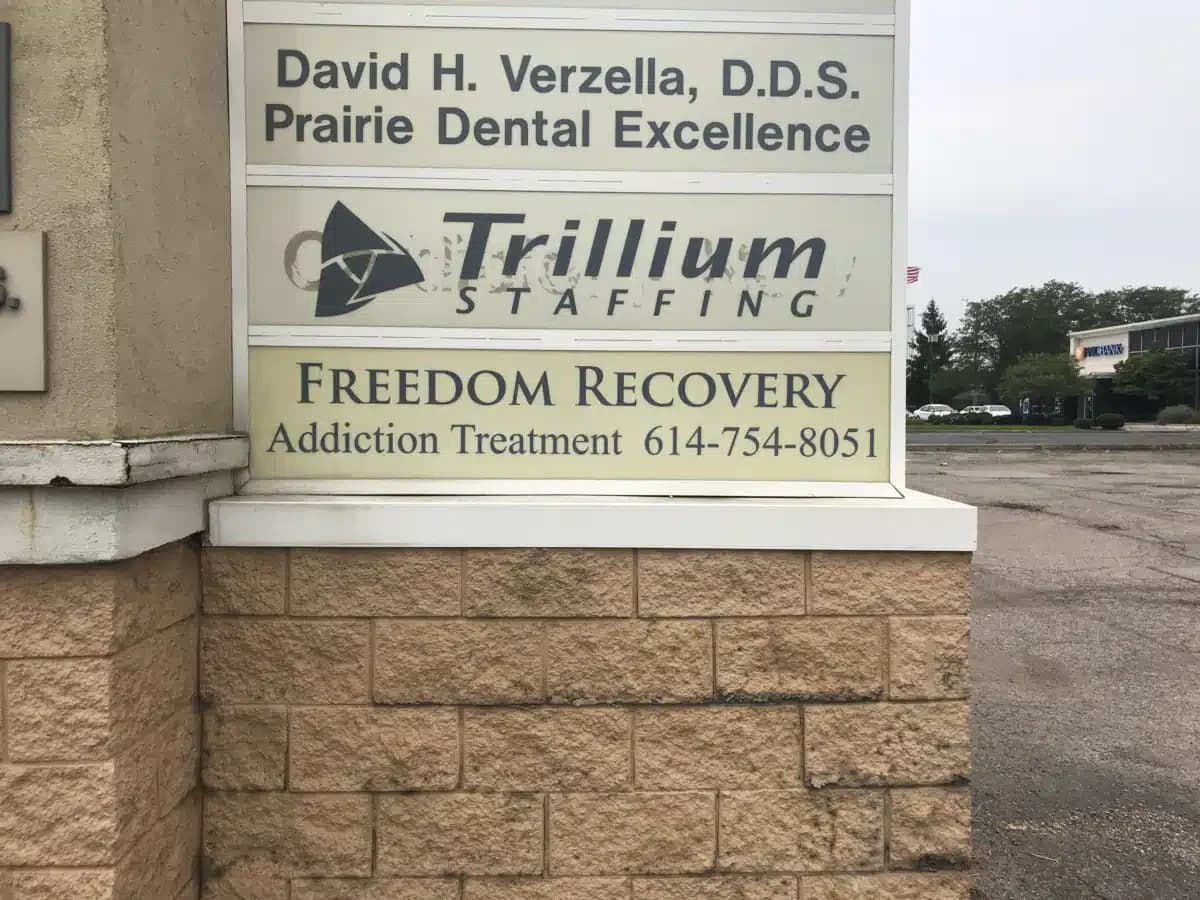 David H. Verzella, D.D.S.
Prairie Dental Excellence
Trillium
STAFFING
FREEDOM RECOVERY
Addiction Treatment 614-754-8051
S.